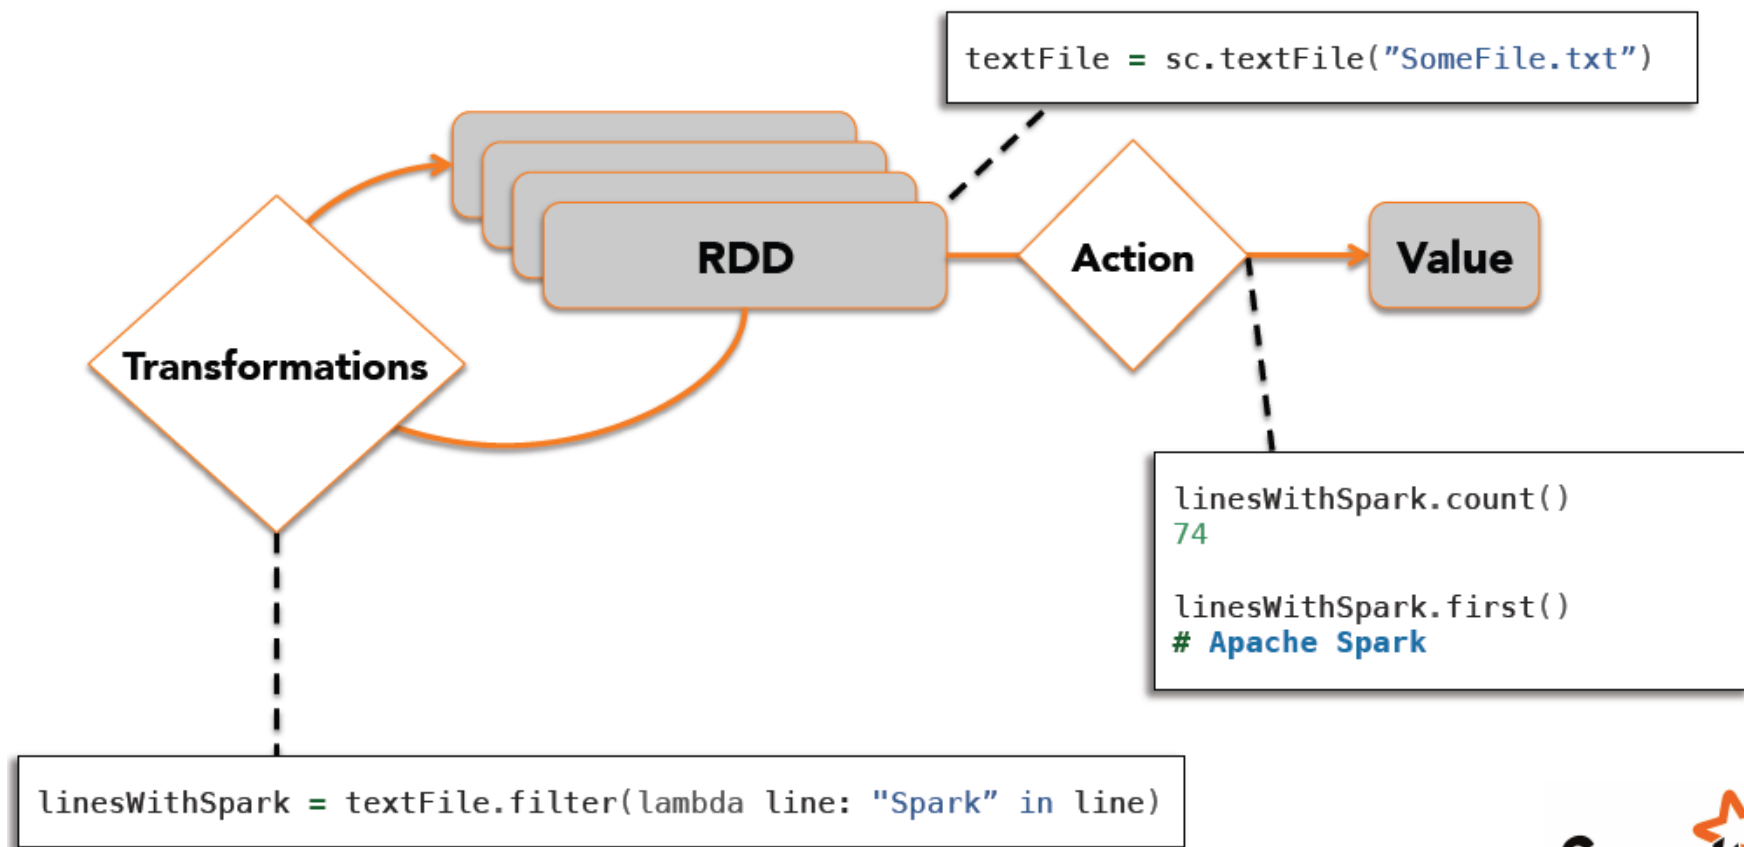 textFile = sc.textFile(”SomeFile.txt”)
RDD
Action
Value
Transformations
linesWithSpark.count()
74
linesWithSpark.first()
# Apache Spark
linesWithSpark = textFile.filter(lambda line: "Spark” in line)